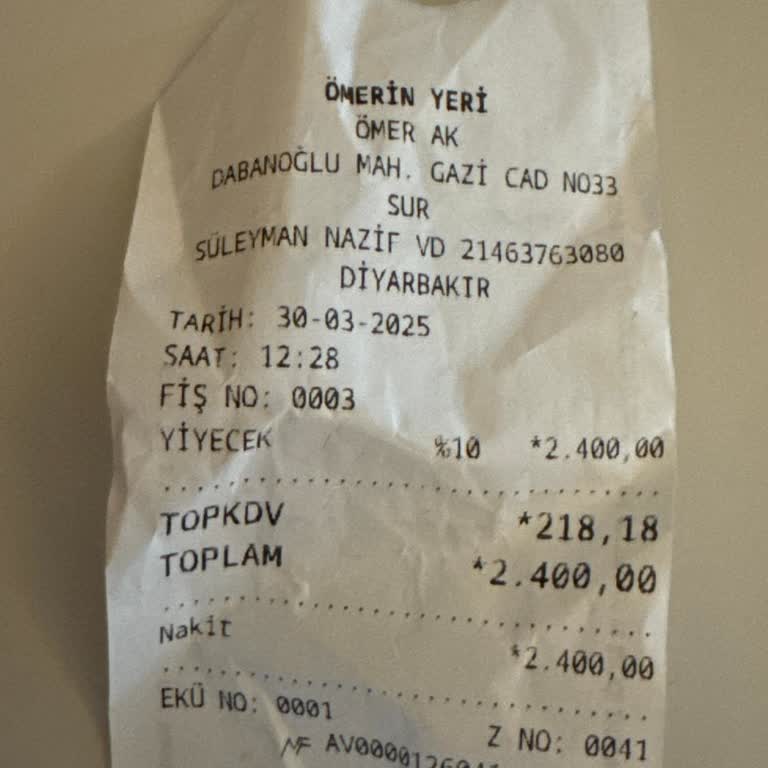 ÖMERİN YERİ
ÖMER AK
DABANOĞLU MAH. GAZİ CAD NO33
SUR
SÜLEYMAN NAZİF VD 21463763080
DİYARBAKIR
TARİH: 30-03-2025
SAAT: 12:28
FİŞ NO: 0003
YİYECEK %10 *2.400,00
TOPKDV *218,18
TOPLAM *2.400,00
Nakit *2.400,00
EKÜ NO: 0001 Z NO: 0041
MF